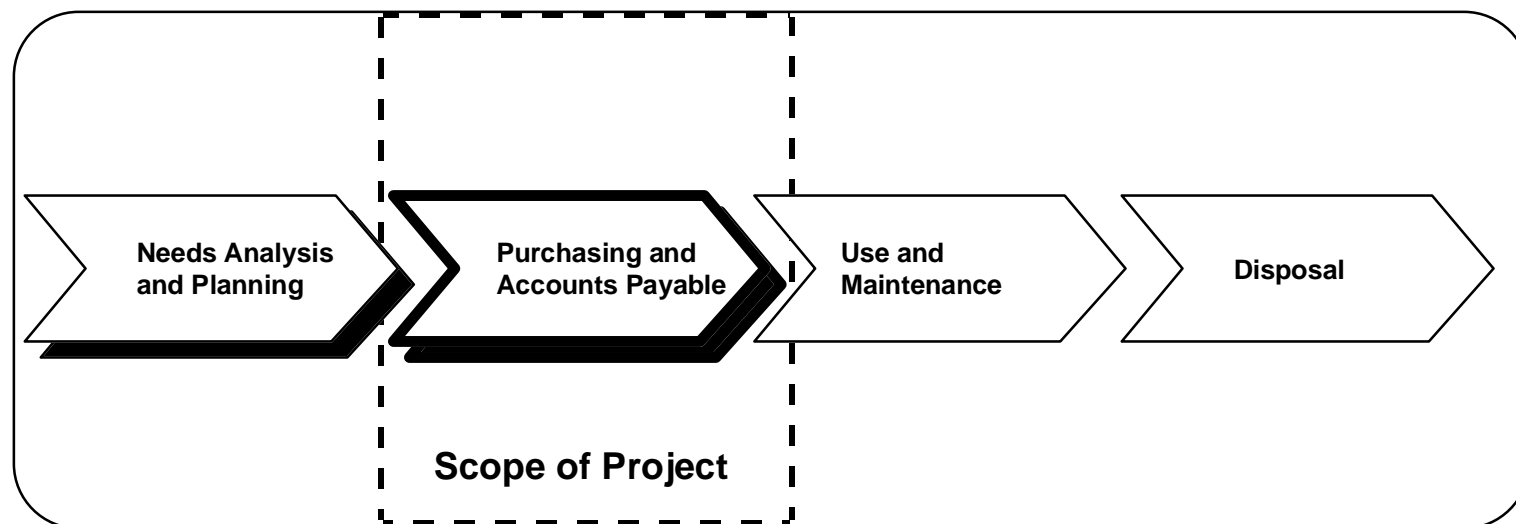 Needs Analysis
and Planning
Purchasing and
Accounts Payable
Use and
Maintenance
Disposal
Scope of Project